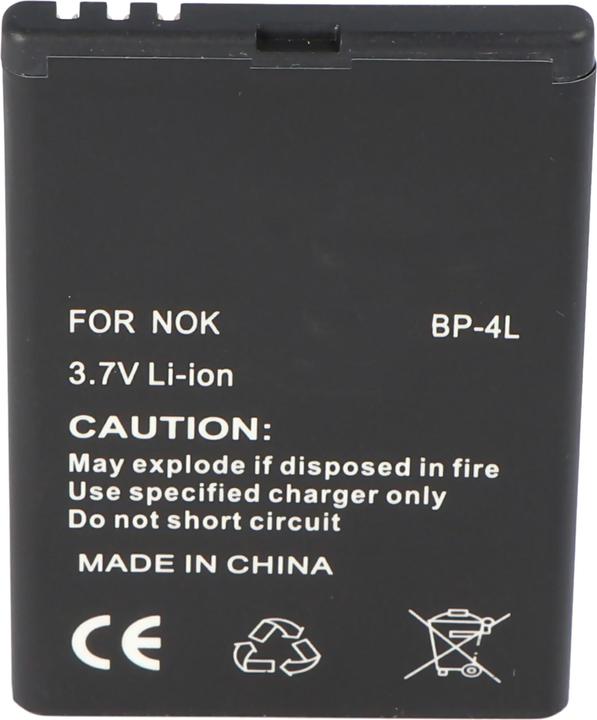 FOR NOK BP-4L
3.7V Li-ion
CAUTION:
May explode if disposed in fire
Use specified charger only
Do not short circuit
MADE IN CHINA
CE